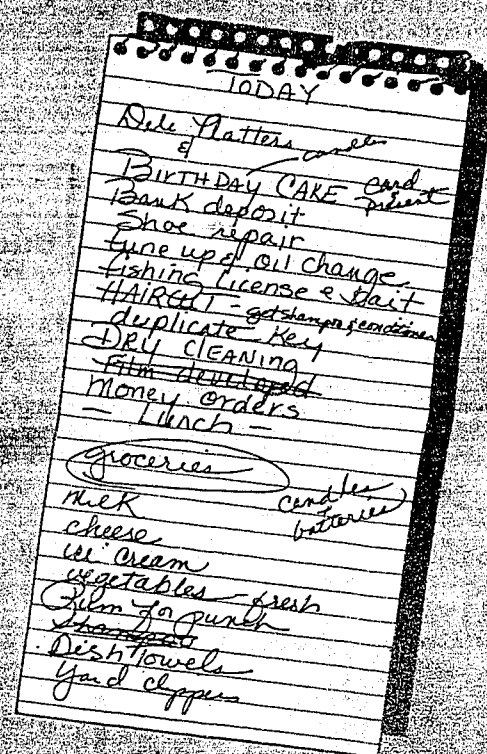 TODAY
Deli Platters
& candles
BIRTHDAY CAKE card
present
Bank deposit
Shoe repair
tune up & oil change
fishing license & bait
HAIRCUT - get shampoo & conditioner
duplicate Key
DRY CLEANING
Film developed
Money orders
- Lunch -
groceries
milk candles
cheese batteries
ice cream
vegetables - fresh
Rum for punch
Shampoo
Dish Towels
Yard clippers